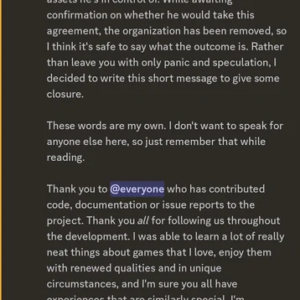 assets he's in control of. While awaiting
confirmation on whether he would take this
agreement, the organization has been removed, so
I think it's safe to say what the outcome is. Rather
than leave you with only panic and speculation, I
decided to write this short message to give some
closure.
These words are my own. I don't want to speak for
anyone else here, so just remember that while
reading.
Thank you to @everyone who has contributed
code, documentation or issue reports to the
project. Thank you all for following us throughout
the development. I was able to learn a lot of really
neat things about games that I love, enjoy them
with renewed qualities and in unique
circumstances, and I'm sure you all have
experiences that are similarly special. I'm